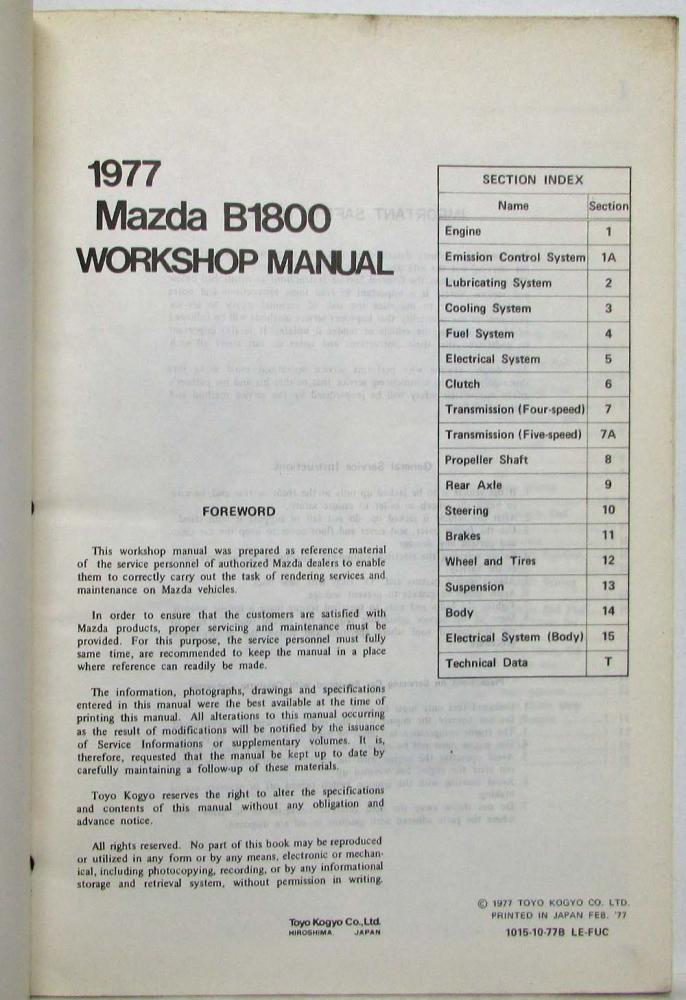 1977
Mazda B1800
WORKSHOP MANUAL
FOREWORD
This workshop manual was prepared as reference material
of the service personnel of authorized Mazda dealers to enable
them to correctly carry out the task of rendering services and
maintenance on Mazda vehicles.
In order to ensure that the customers are satisfied with
Mazda products, proper servicing and maintenance must be
provided. For this purpose, the service personnel must fully
same time, are recommended to keep the manual in a place
where reference can readily be made.
The information, photographs, drawings and specifications
entered in this manual were the best available at the time of
printing this manual. All alterations to this manual occurring
as the result of modifications will be notified by the issuance
of Service Informations or supplementary volumes. It is,
therefore, requested that the manual be kept up to date by
carefully maintaining a follow-up of these materials.
Toyo Kogyo reserves the right to alter the specifications
and contents of this manual without any obligation and
advance notice.
All rights reserved. No part of this book may be reproduced
or utilized in any form or by any means, electronic or mechan-
ical, including photocopying, recording, or by any informational
storage and retrieval system, without permission in writing.
Toyo Kogyo Co.,Ltd.
HIROSHIMA, JAPAN
SECTION INDEX
Name Section
Engine 1
Emission Control System 1A
Lubricating System 2
Cooling System 3
Fuel System 4
Electrical System 5
Clutch 6
Transmission (Four-speed) 7
Transmission (Five-speed) 7A
Propeller Shaft 8
Rear Axle 9
Steering 10
Brakes 11
Wheel and Tires 12
Suspension 13
Body 14
Electrical System (Body) 15
Technical Data T
© 1977 TOYO KOGYO CO. LTD.
PRINTED IN JAPAN FEB. '77
1015-10-77B LE-FUC